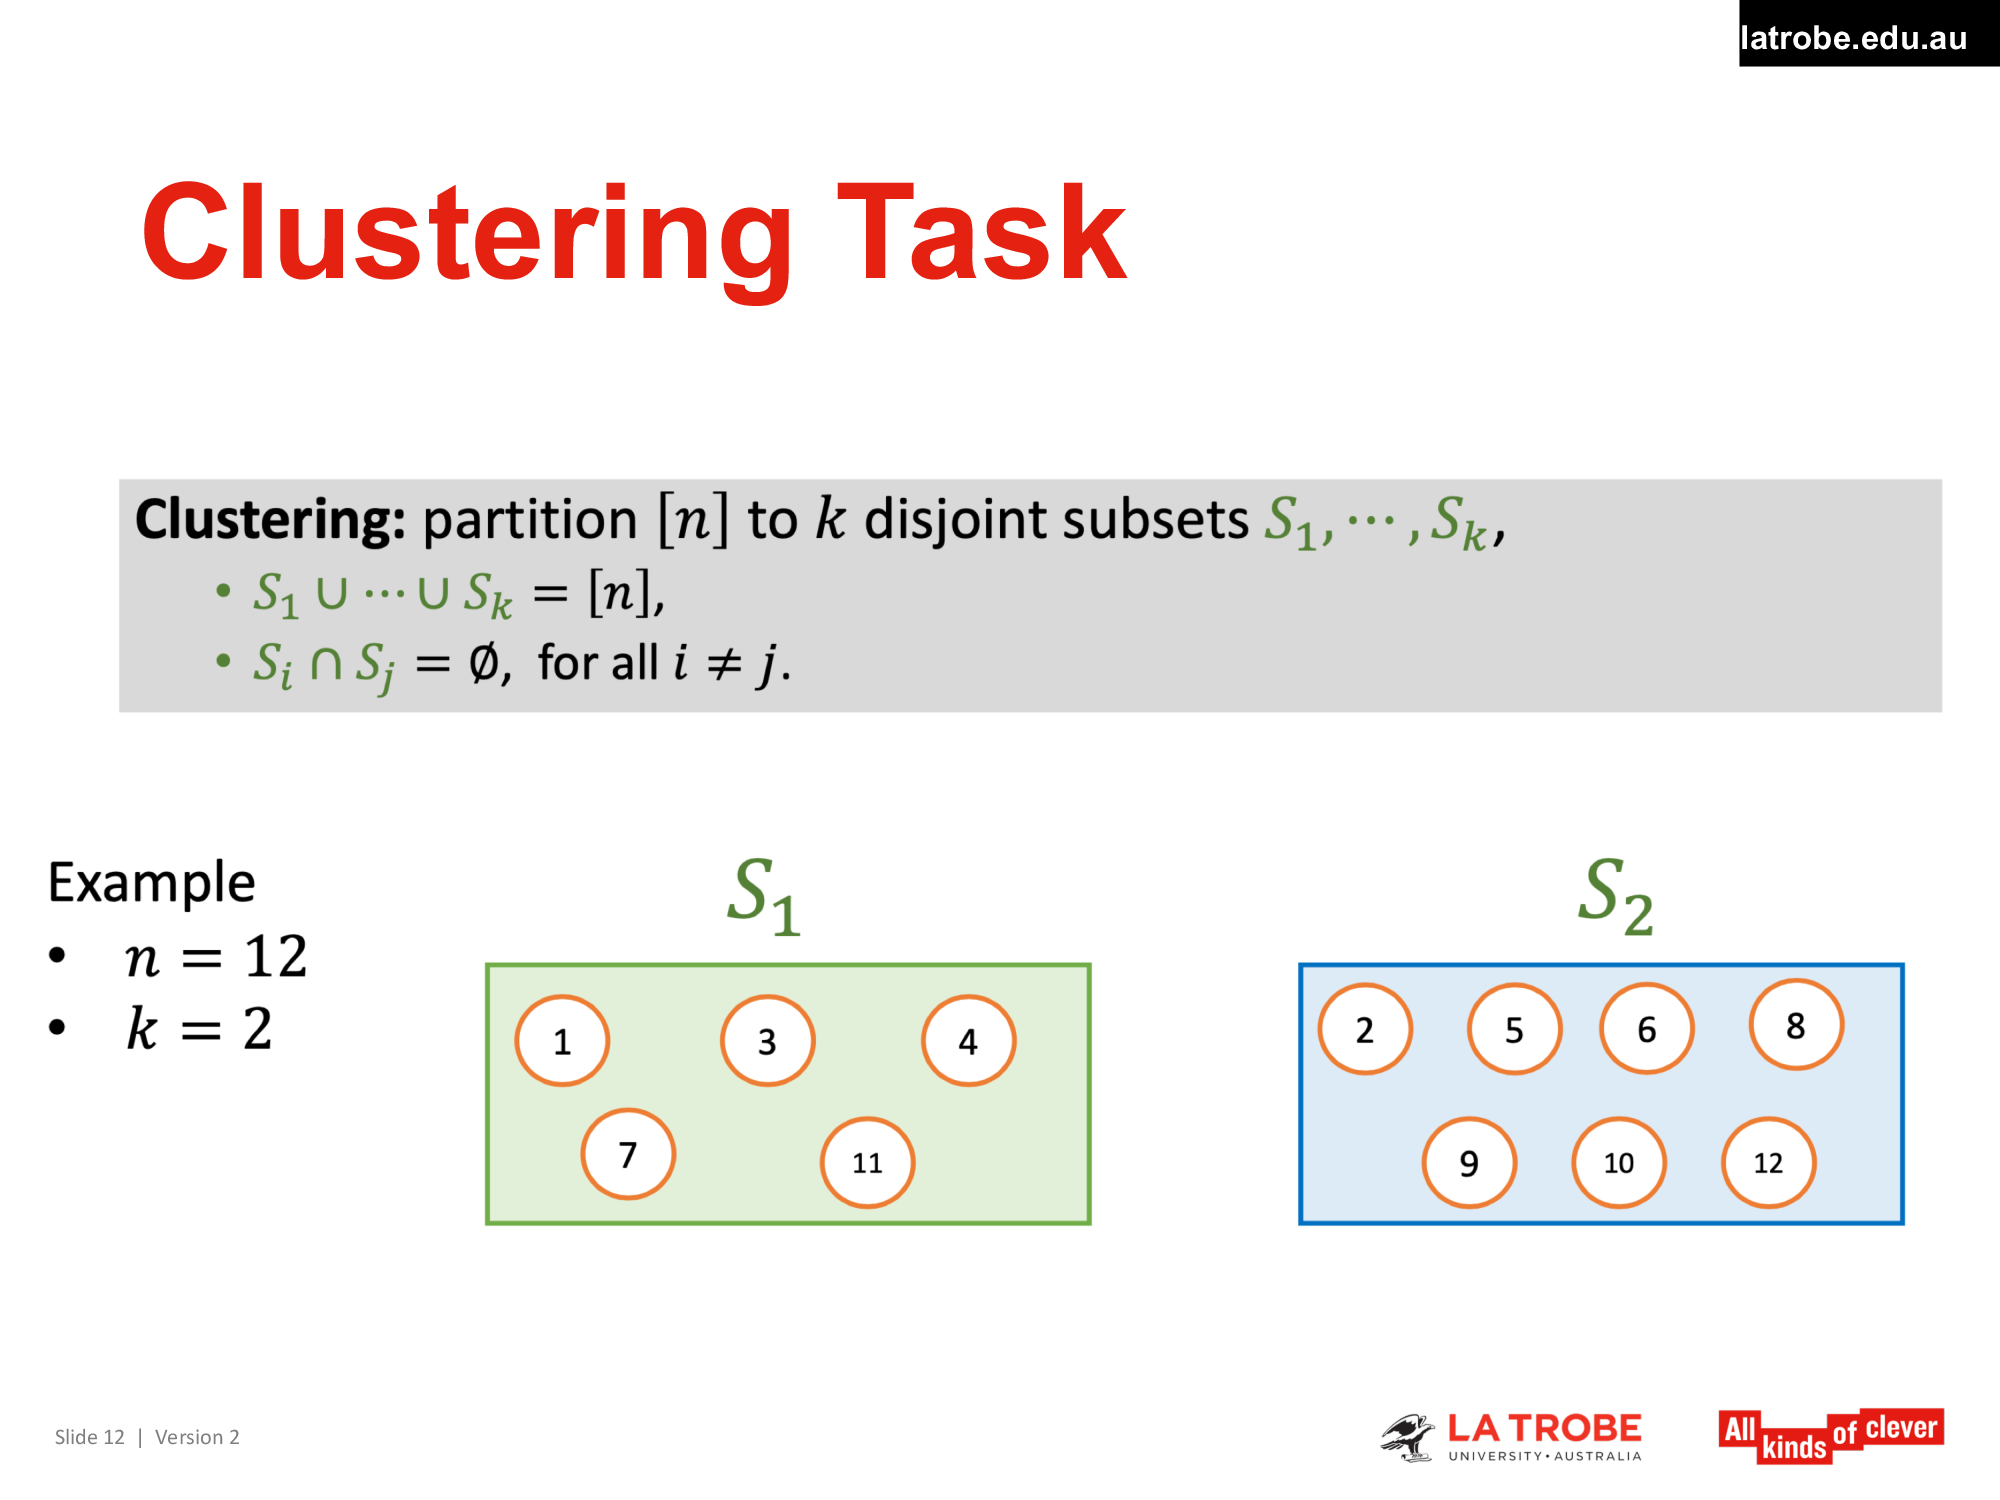 latrobe.edu.au
Clustering Task
Clustering: partition [n] to k disjoint subsets S₁, ⋯ , Sₖ,
• S₁ ∪ ⋯ ∪ Sₖ = [n],
• Sᵢ ∩ Sⱼ = ∅, for all i ≠ j.
Example
• n = 12
• k = 2
S₁
1 3 4
7 11
S₂
2 5 6 8
9 10 12
Slide 12 | Version 2
LA TROBE
UNIVERSITY • AUSTRALIA
All kinds of clever